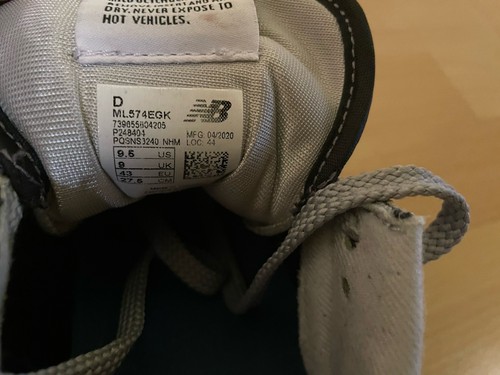 DRY. NEVER EXPOSE TO
HOT VEHICLES.
D
ML574EGK
739655604205
P248404 MFG: 04/2020
PQSNS3240 NHM LOC: 44
9.5 US
9 UK
43 EU
27.5 CM